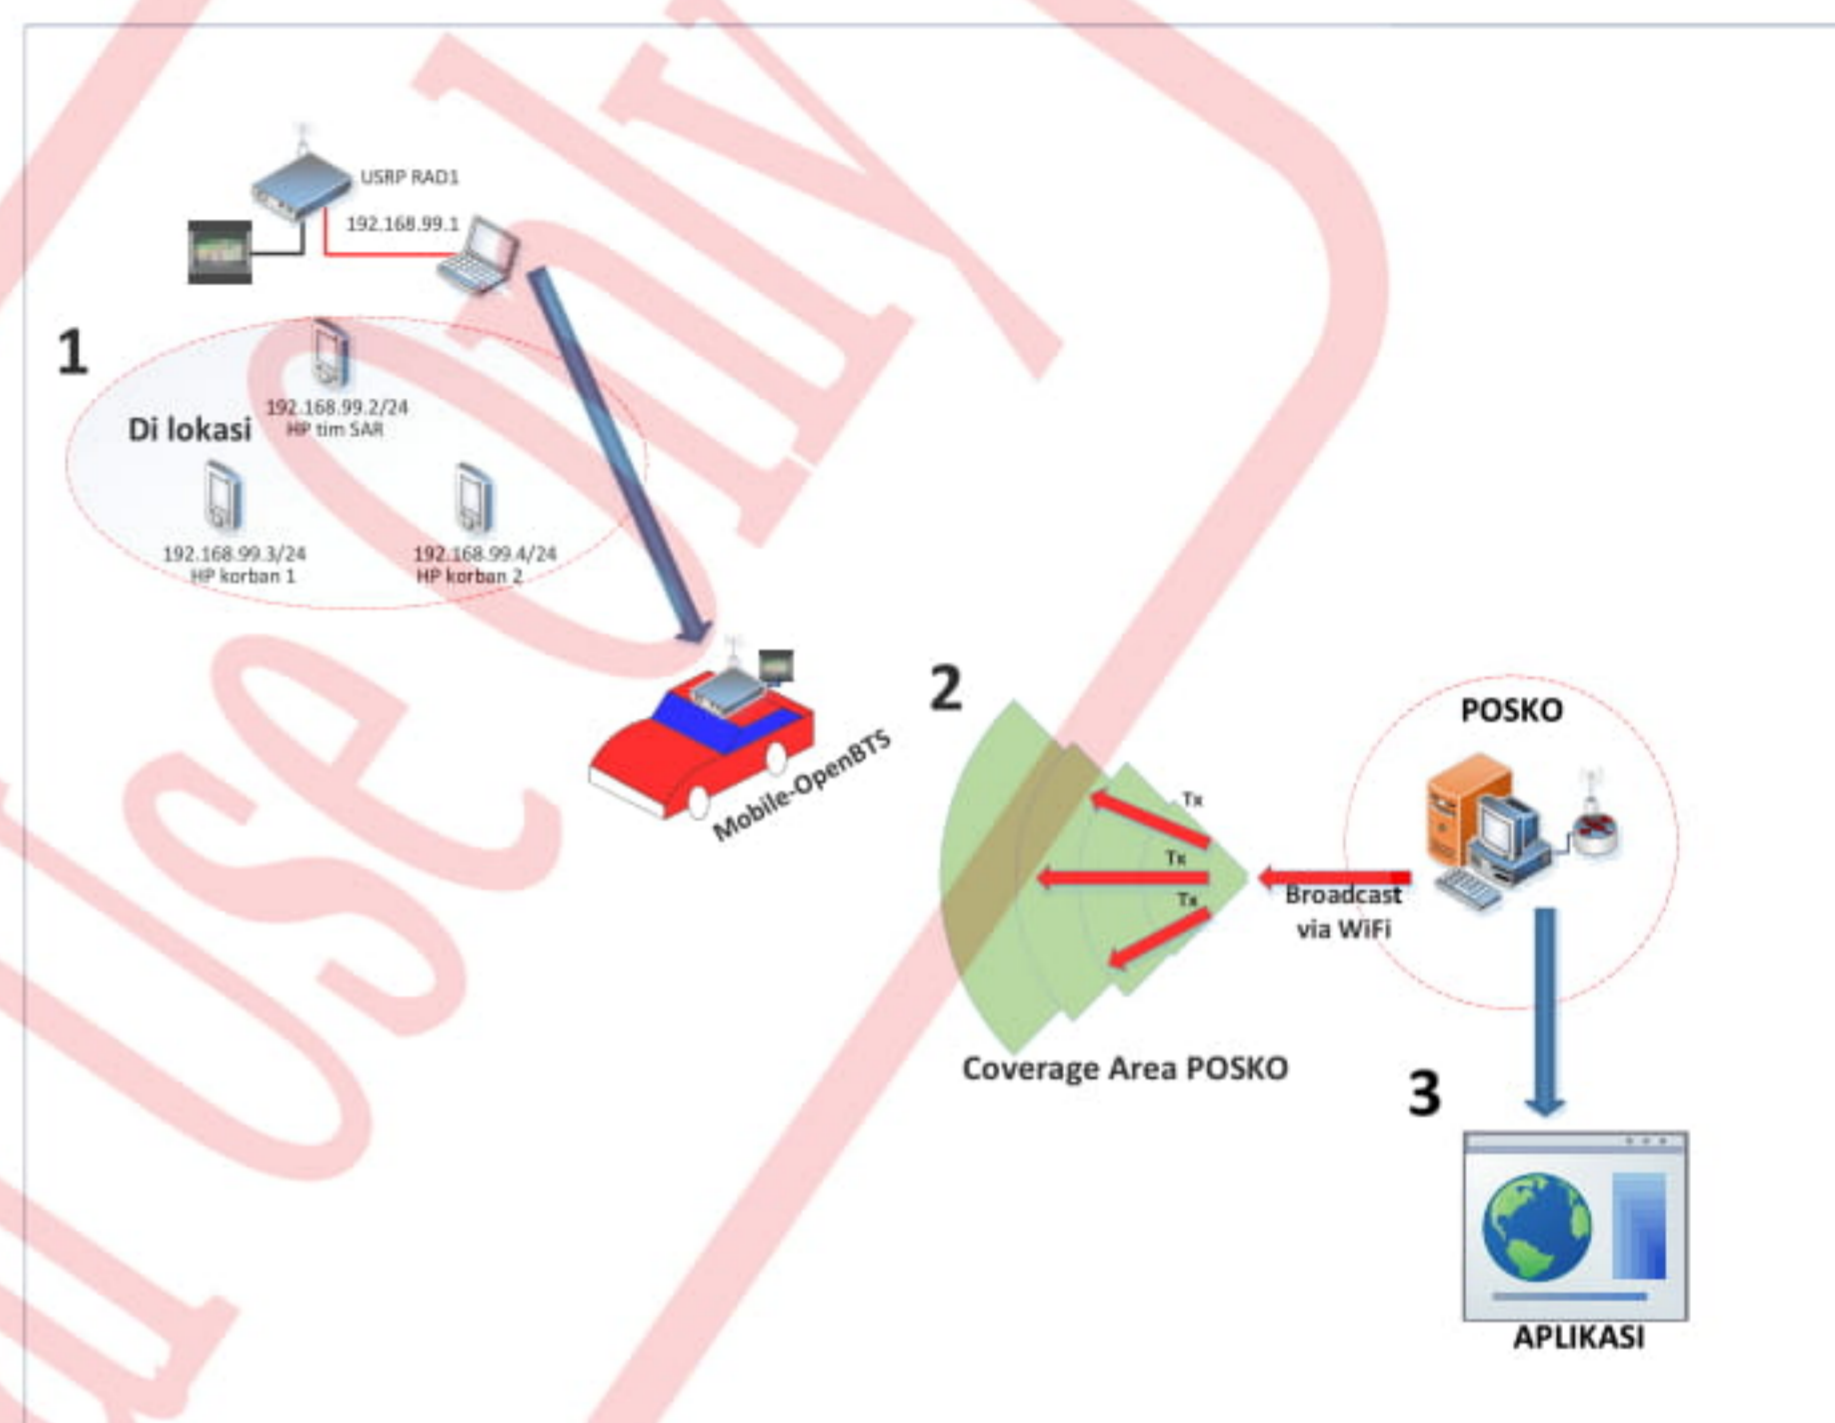 USRP RAD1
192.168.99.1
1
192.168.99.2/24
HP tim SAR
Di lokasi
192.168.99.3/24
HP korban 1
192.168.99.4/24
HP korban 2
Mobile-OpenBTS
2
POSKO
Tx
Tx
Tx
Broadcast
via WiFi
Coverage Area POSKO
3
APLIKASI
Use Only